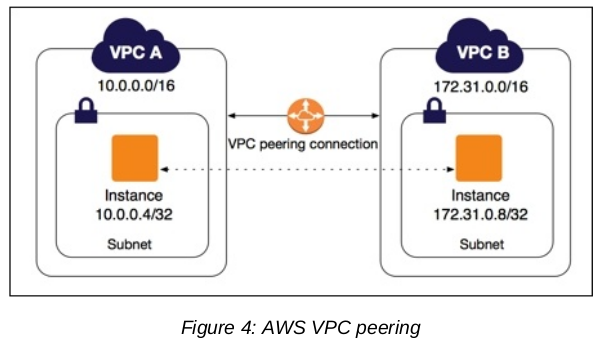 VPC A
10.0.0.0/16
VPC B
172.31.0.0/16
VPC peering connection
Instance
10.0.0.4/32
Subnet
Instance
172.31.0.8/32
Subnet
Figure 4: AWS VPC peering